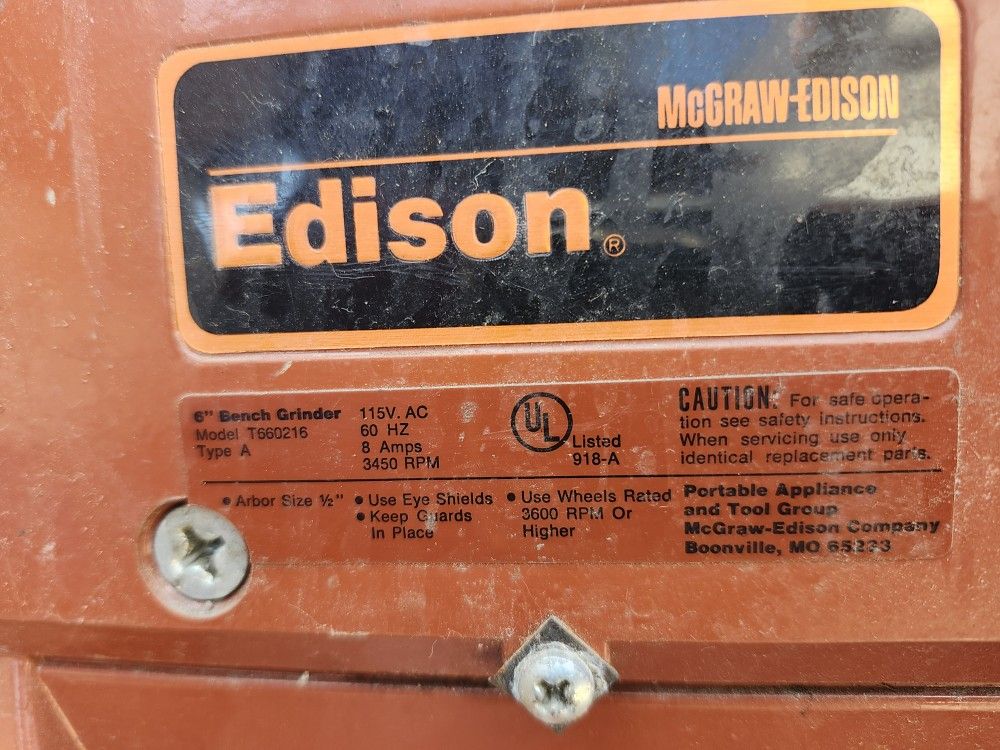 McGRAW-EDISON
Edison®
6" Bench Grinder
Model T660216
Type A
115V. AC
60 HZ
8 Amps
3450 RPM
UL
Listed
918-A
CAUTION: For safe opera-
tion see safety instructions.
When servicing use only
identical replacement parts.
• Arbor Size ½"
• Use Eye Shields
• Keep Guards
In Place
• Use Wheels Rated
3600 RPM Or
Higher
Portable Appliance
and Tool Group
McGraw-Edison Company
Boonville, MO 65233